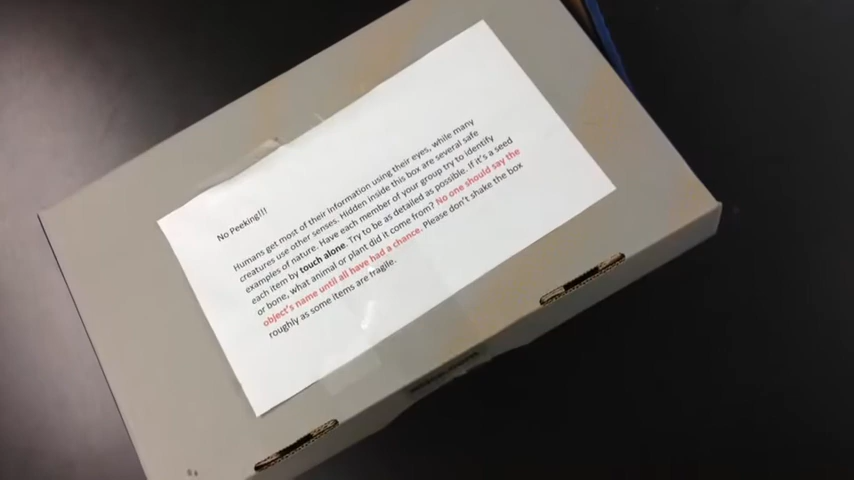 No Peeking!!!
Humans get most of their information using their eyes, while many
creatures use other senses. Hidden inside this box are several safe
examples of nature. Have each member of your group try to identify
each item by touch alone. Try to be as detailed as possible. If it's a seed
or bone, what animal or plant did it come from? No one should say the
object's name until all have had a chance. Please don't shake the box
roughly as some items are fragile.